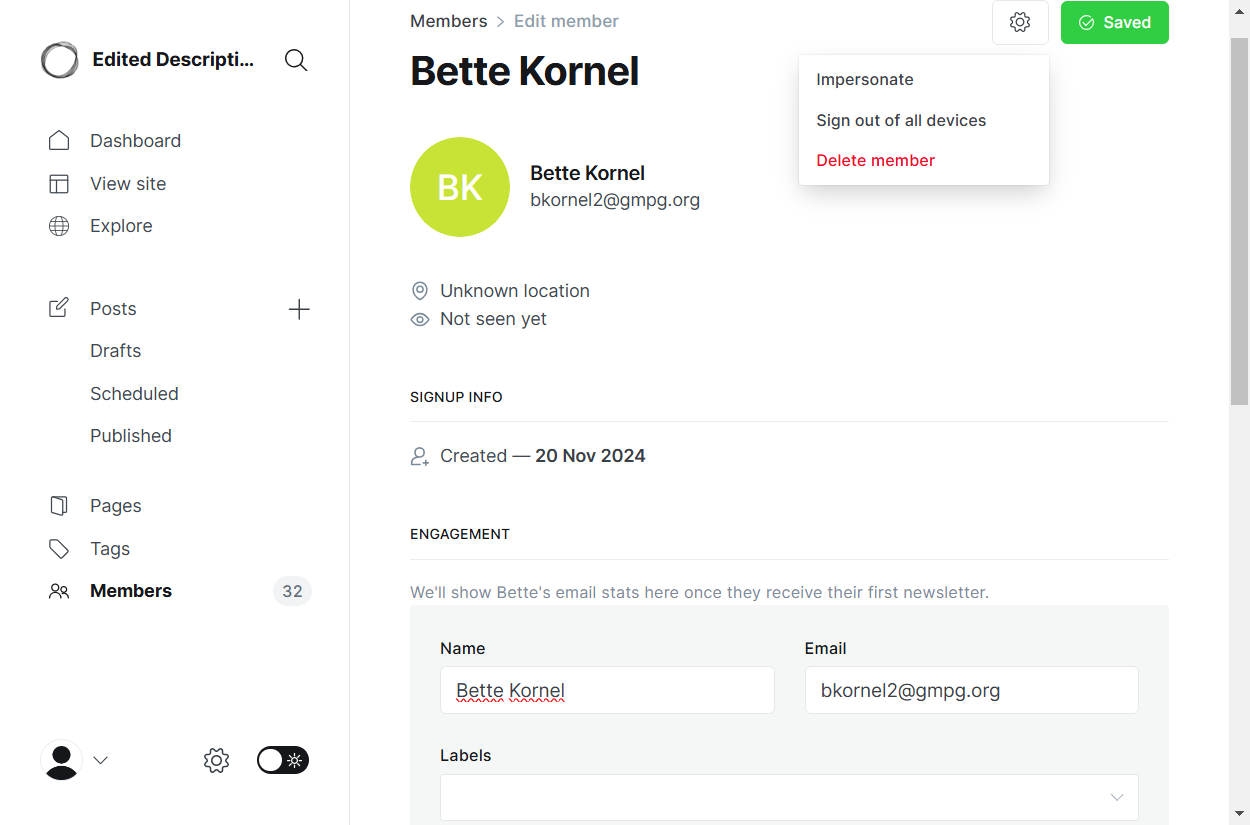 Edited Descripti...
Dashboard
View site
Explore
Posts
Drafts
Scheduled
Published
Pages
Tags
Members 32
Members > Edit member
Saved
Bette Kornel
Impersonate
Sign out of all devices
Delete member
BK
Bette Kornel
bkornel2@gmpg.org
Unknown location
Not seen yet
SIGNUP INFO
Created — 20 Nov 2024
ENGAGEMENT
We'll show Bette's email stats here once they receive their first newsletter.
Name
Bette Kornel
Email
bkornel2@gmpg.org
Labels